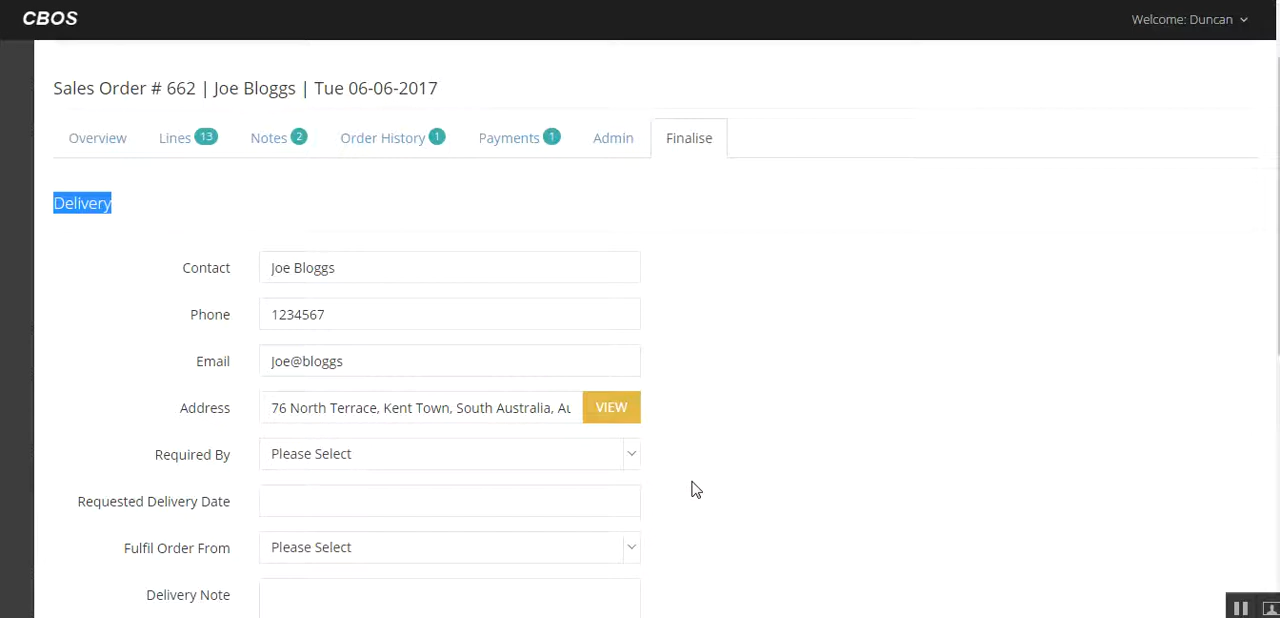 CBOS
Welcome: Duncan
Sales Order # 662 | Joe Bloggs | Tue 06-06-2017
Overview Lines 13 Notes 2 Order History 1 Payments 1 Admin Finalise
Delivery
Contact Joe Bloggs
Phone 1234567
Email Joe@bloggs
Address 76 North Terrace, Kent Town, South Australia, Au VIEW
Required By Please Select
Requested Delivery Date
Fulfil Order From Please Select
Delivery Note